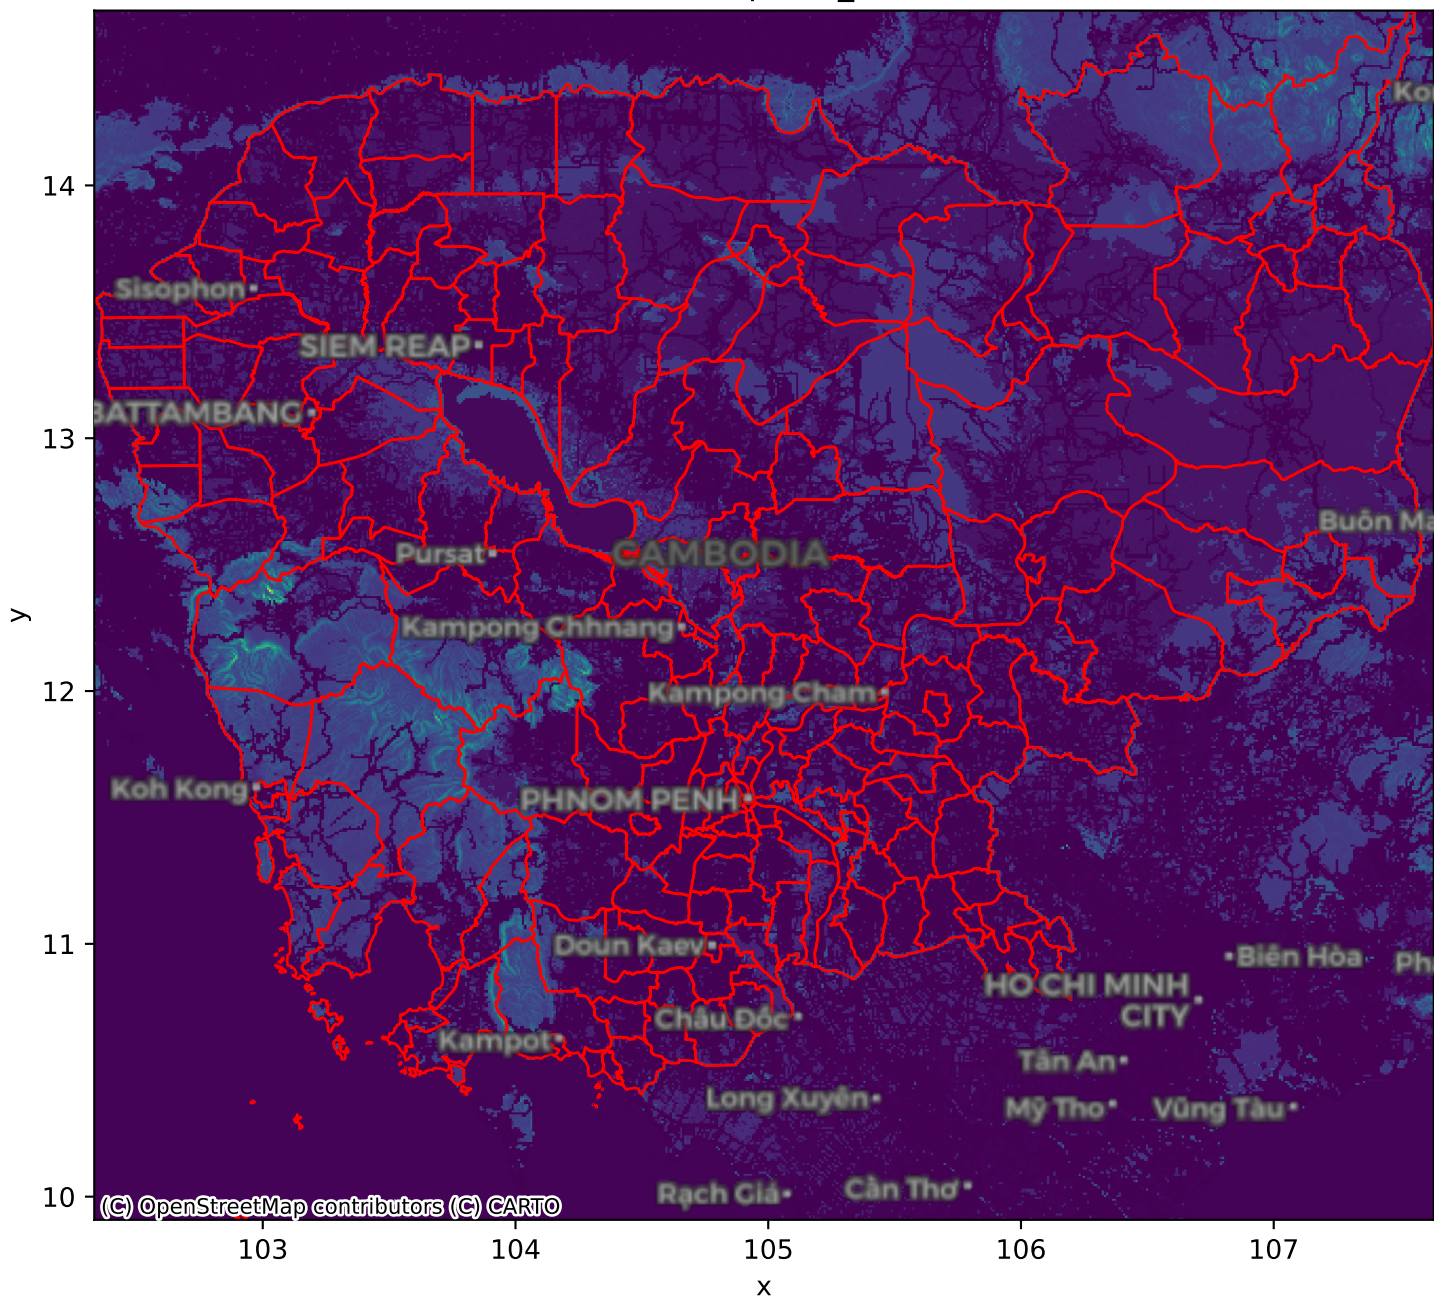 Kon
14
Sisophon
SIEM REAP
BATTAMBANG
13
Buôn Ma
CAMBODIA
Pursat
Kampong Chhnang
12
Kampong Cham
Koh Kong
PHNOM PENH
11
Doun Kaev
Biên Hòa
HO CHI MINH
CITY
Châu Đốc
Kampot
Tân An
Long Xuyên
Mỹ Tho
Vũng Tàu
10
Rạch Giá
Cần Thơ
(C) OpenStreetMap contributors (C) CARTO
103
104
105
106
107
x
y